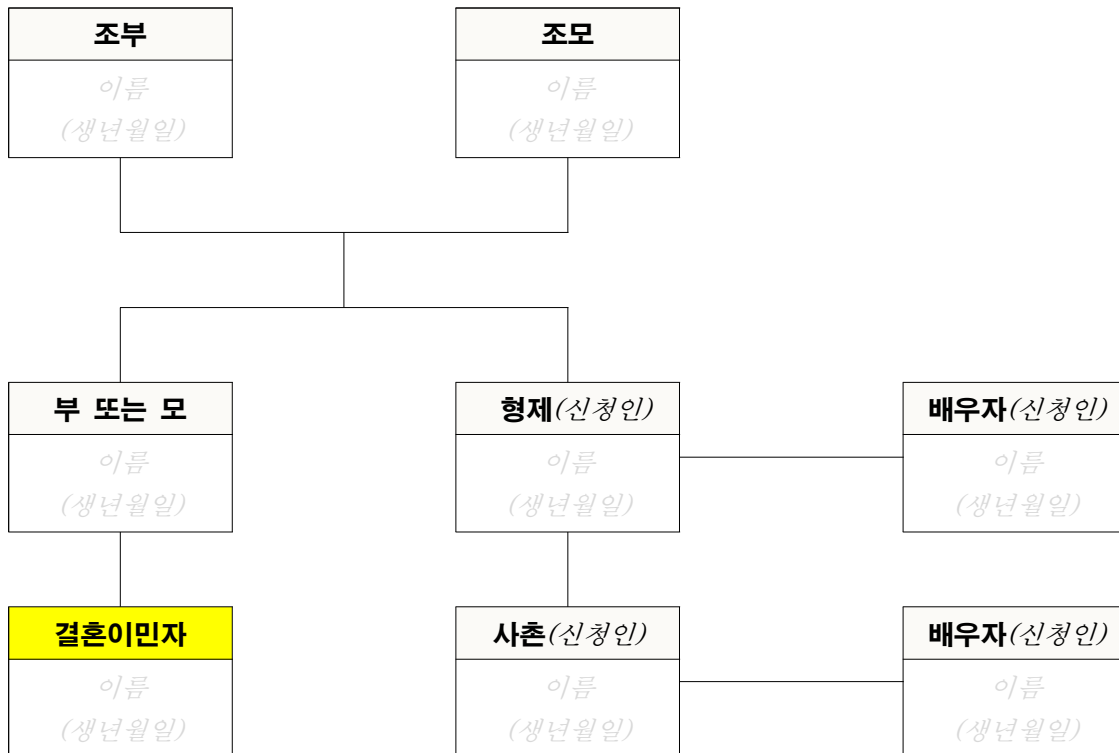 조부
이름
(생년월일)
조모
이름
(생년월일)
부 또는 모
이름
(생년월일)
형제(신청인)
이름
(생년월일)
배우자(신청인)
이름
(생년월일)
결혼이민자
이름
(생년월일)
사촌(신청인)
이름
(생년월일)
배우자(신청인)
이름
(생년월일)